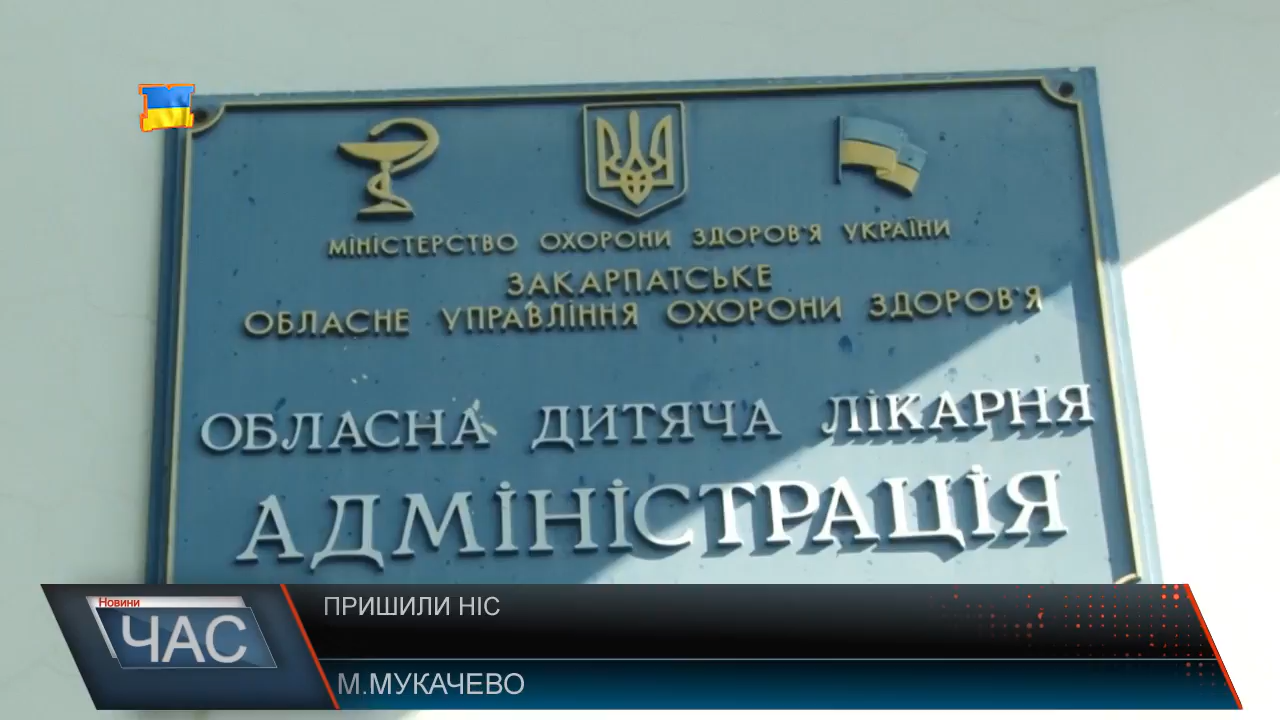 МІНІСТЕРСТВО ОХОРОНИ ЗДОРОВ'Я УКРАЇНИ
ЗАКАРПАТСЬКЕ
ОБЛАСНЕ УПРАВЛІННЯ ОХОРОНИ ЗДОРОВ'Я
ОБЛАСНА ДИТЯЧА ЛІКАРНЯ
АДМІНІСТРАЦІЯ
Новини
ЧАС
ПРИШИЛИ НІС
М.МУКАЧЕВО